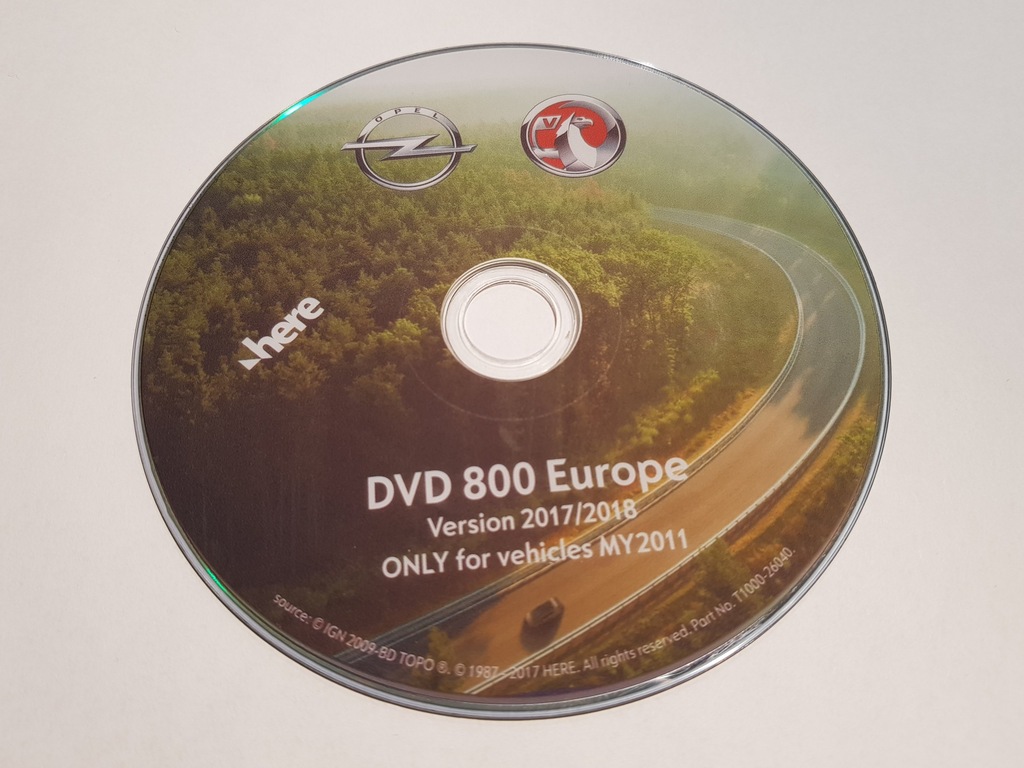 OPEL
V
here
DVD 800 Europe
Version 2017/2018
ONLY for vehicles MY2011
source: © IGN 2009-BD TOPO ®. © 1987-2017 HERE. All rights reserved. Part No. T1000-26040.